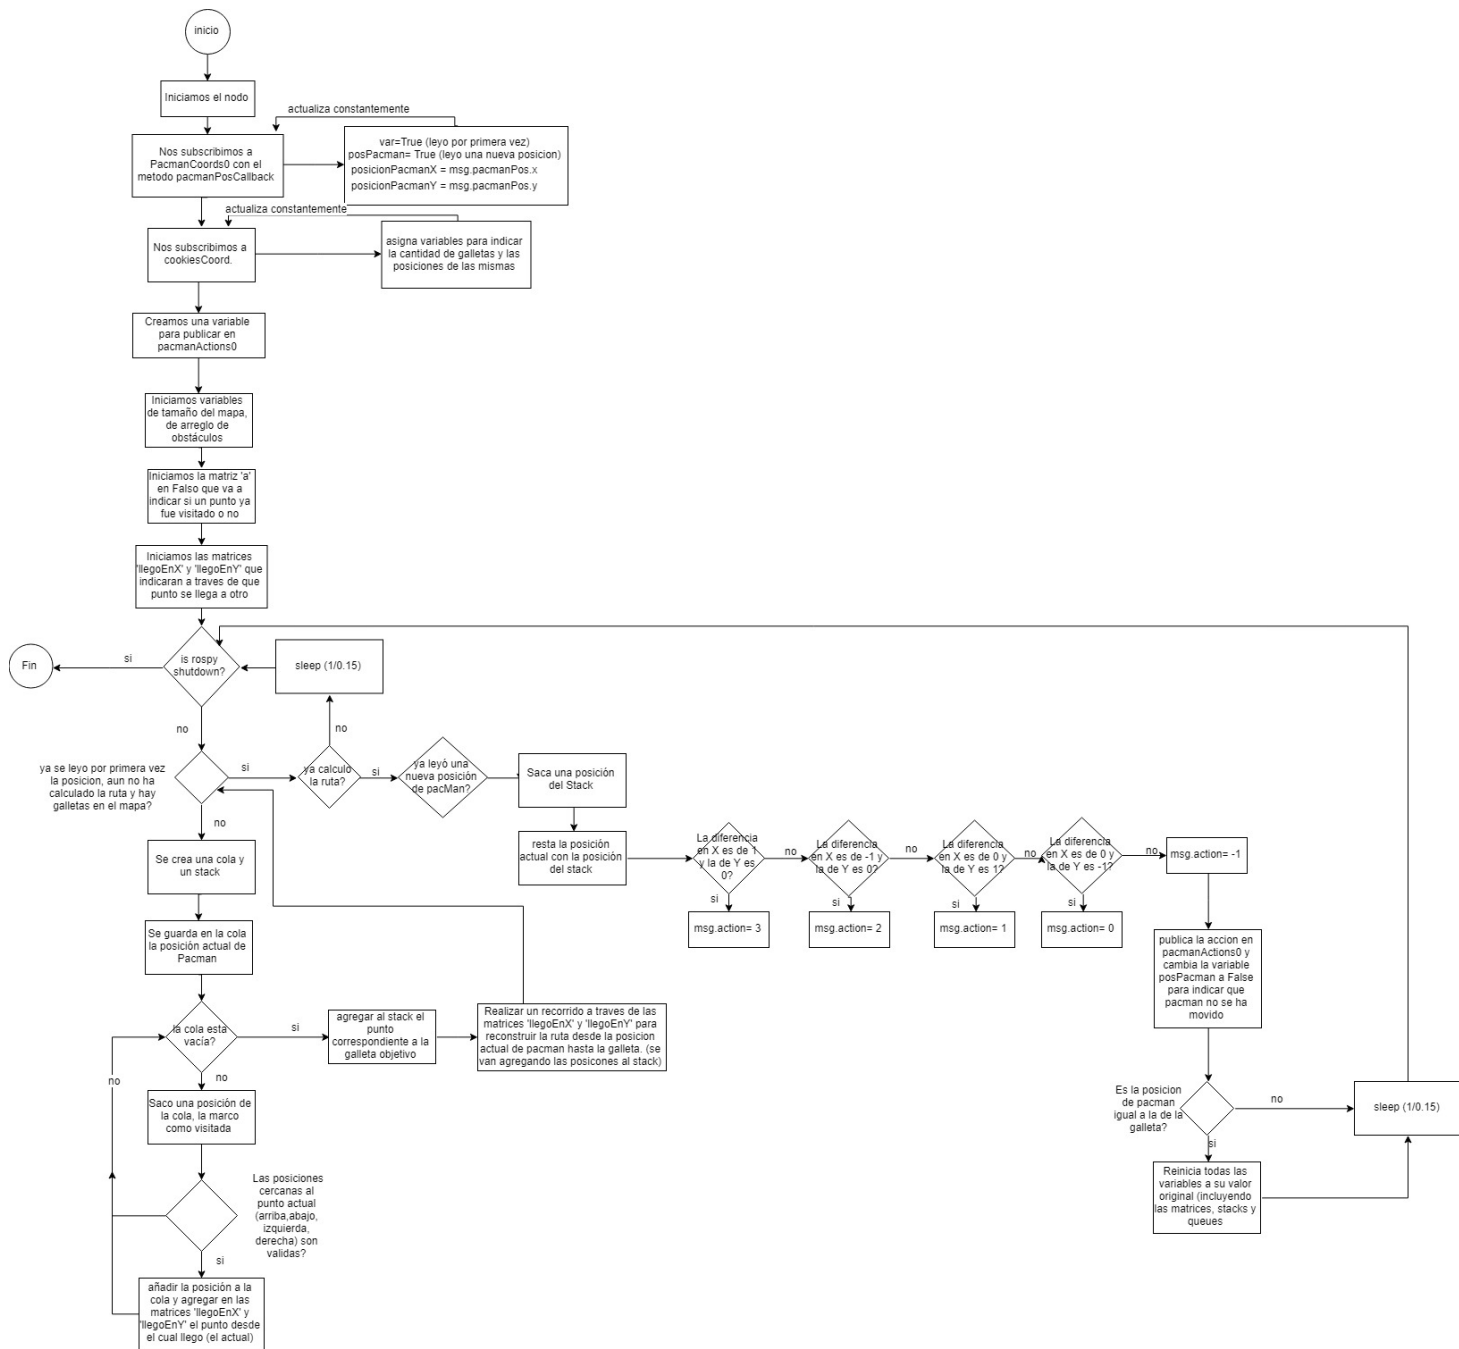 inicio
Iniciamos el nodo
actualiza constantemente
Nos subscribimos a
PacmanCoords0 con el
metodo pacmanPosCallback
var=True (leyo por primera vez)
posPacman= True (leyo una nueva posicion)
posicionPacmanX = msg.pacmanPos.x
posicionPacmanY = msg.pacmanPos.y
actualiza constantemente
Nos subscribimos a
cookiesCoord.
asigna variables para indicar
la cantidad de galletas y las
posiciones de las mismas
Creamos una variable
para publicar en
pacmanActions0
Iniciamos variables
de tamaño del mapa,
de arreglo de
obstáculos
Iniciamos la matriz 'a'
en Falso que va a
indicar si un punto ya
fue visitado o no
Iniciamos las matrices
'llegoEnX' y 'llegoEnY' que
indicaran a traves de que
punto se llega a otro
Fin
si
is rospy
shutdown?
sleep (1/0.15)
no
no
ya se leyo por primera vez
la posicion, aun no ha
calculado la ruta y hay
galletas en el mapa?
si
ya calculó
la ruta?
si
ya leyó una
nueva posición
de pacMan?
Saca una posición
del Stack
no
Se crea una cola y
un stack
resta la posición
actual con la posición
del stack
La diferencia
en X es de 1
y la de Y es
0?
no
La diferencia
en X es de -1 y
la de Y es 0?
no
La diferencia
en X es de 0 y
la de Y es 1?
no
La diferencia
en X es de 0 y
la de Y es -1?
no
msg.action= -1
si
si
si
si
msg.action= 3
msg.action= 2
msg.action= 1
msg.action= 0
Se guarda en la cola
la posición actual de
Pacman
publica la accion en
pacmanActions0 y
cambia la variable
posPacman a False
para indicar que
pacman no se ha
movido
la cola esta
vacía?
si
agregar al stack el
punto
correspondiente a la
galleta objetivo
Realizar un recorrido a traves de las
matrices 'llegoEnX' y 'llegoEnY' para
reconstruir la ruta desde la posicion
actual de pacman hasta la galleta. (se
van agregando las posicones al stack)
no
no
Saco una posición de
la cola, la marco
como visitada
Es la posicion
de pacman
igual a la de la
galleta?
no
sleep (1/0.15)
si
Reinicia todas las
variables a su valor
original (incluyendo
las matrices, stacks y
queues
Las posiciones
cercanas al
punto actual
(arriba,abajo,
izquierda,
derecha) son
validas?
si
añadir la posición a la
cola y agregar en las
matrices 'llegoEnX' y
'llegoEnY' el punto desde
el cual llego (el actual)